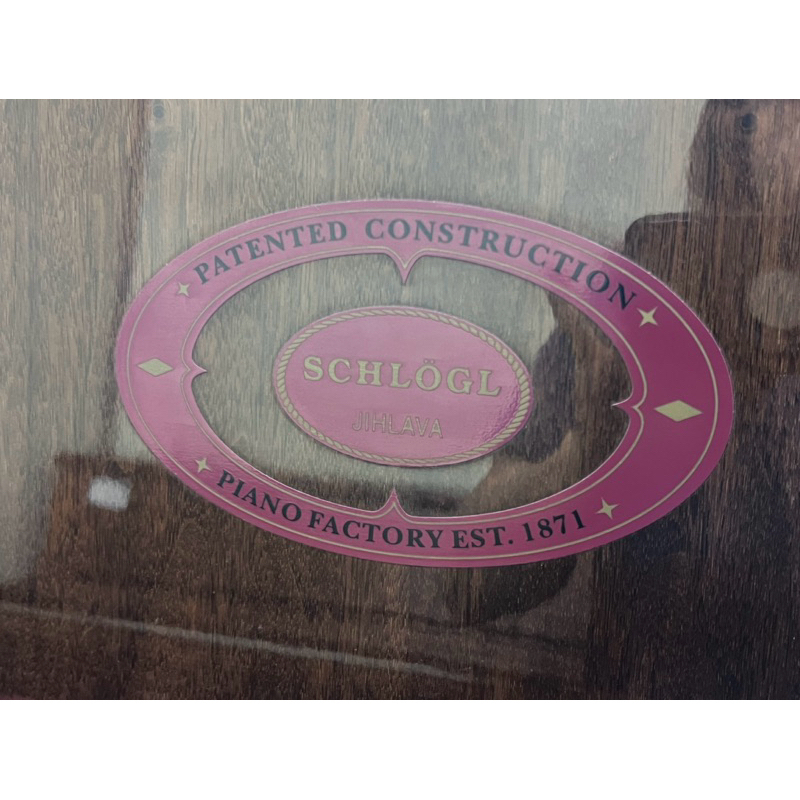 PATENTED CONSTRUCTION
SCHLÖGL
JIHLAVA
PIANO FACTORY EST. 1871